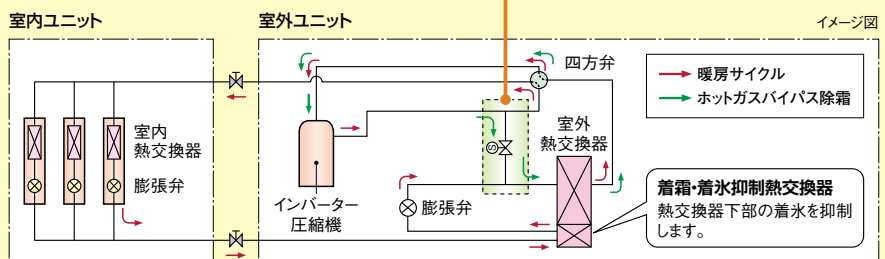 室内ユニット
室外ユニット
イメージ図
四方弁
暖房サイクル
ホットガスバイパス除霜
室内
熱交換器
膨張弁
インバーター
圧縮機
室外
熱交換器
膨張弁
着霜・着氷抑制熱交換器
熱交換器下部の着氷を抑制
します。